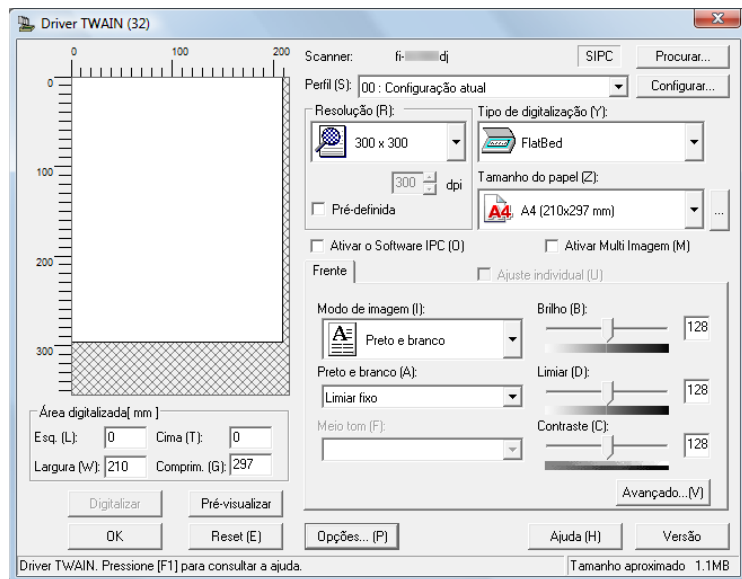 Driver TWAIN (32)
0 100 200
0
100
200
300
Scanner: fi- dj SIPC Procurar...
Perfil (S): 00 : Configuração atual Configurar...
Resolução (R):
300 x 300
300 dpi
Pré-definida
Tipo de digitalização (Y):
FlatBed
Tamanho do papel (Z):
A4 A4 (210x297 mm) ...
Ativar o Software IPC (O) Ativar Multi Imagem (M)
Frente Ajuste individual (U)
Modo de imagem (I):
A Preto e branco
Preto e branco (A):
Limiar fixo
Meio tom (F):
Brilho (B):
128
Limiar (D):
128
Contraste (C):
128
Avançado...(V)
Área digitalizada[ mm ]
Esq. (L): 0 Cima (T): 0
Largura (W): 210 Comprim. (G): 297
Digitalizar Pré-visualizar
OK Reset (E) Opções... (P) Ajuda (H) Versão
Driver TWAIN. Pressione [F1] para consultar a ajuda. Tamanho aproximado 1.1MB